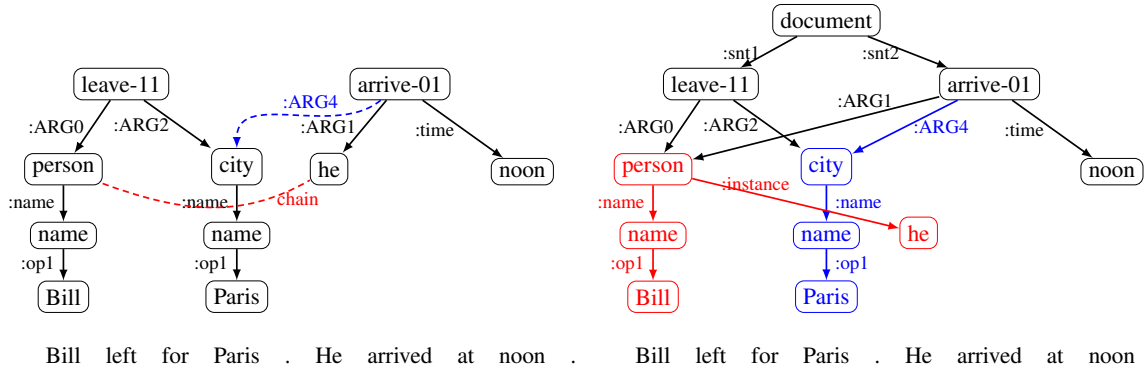 document
:snt1 :snt2
leave-11 arrive-01 leave-11 arrive-01
:ARG4 :ARG1
:ARG0 :ARG2 :ARG1 :time :ARG0 :ARG2 :ARG4 :time
person city he noon person city noon
:instance
:name :name chain :name :name
name name name name he
:op1 :op1 :op1 :op1
Bill Paris Bill Paris
Bill left for Paris . He arrived at noon . Bill left for Paris . He arrived at noon